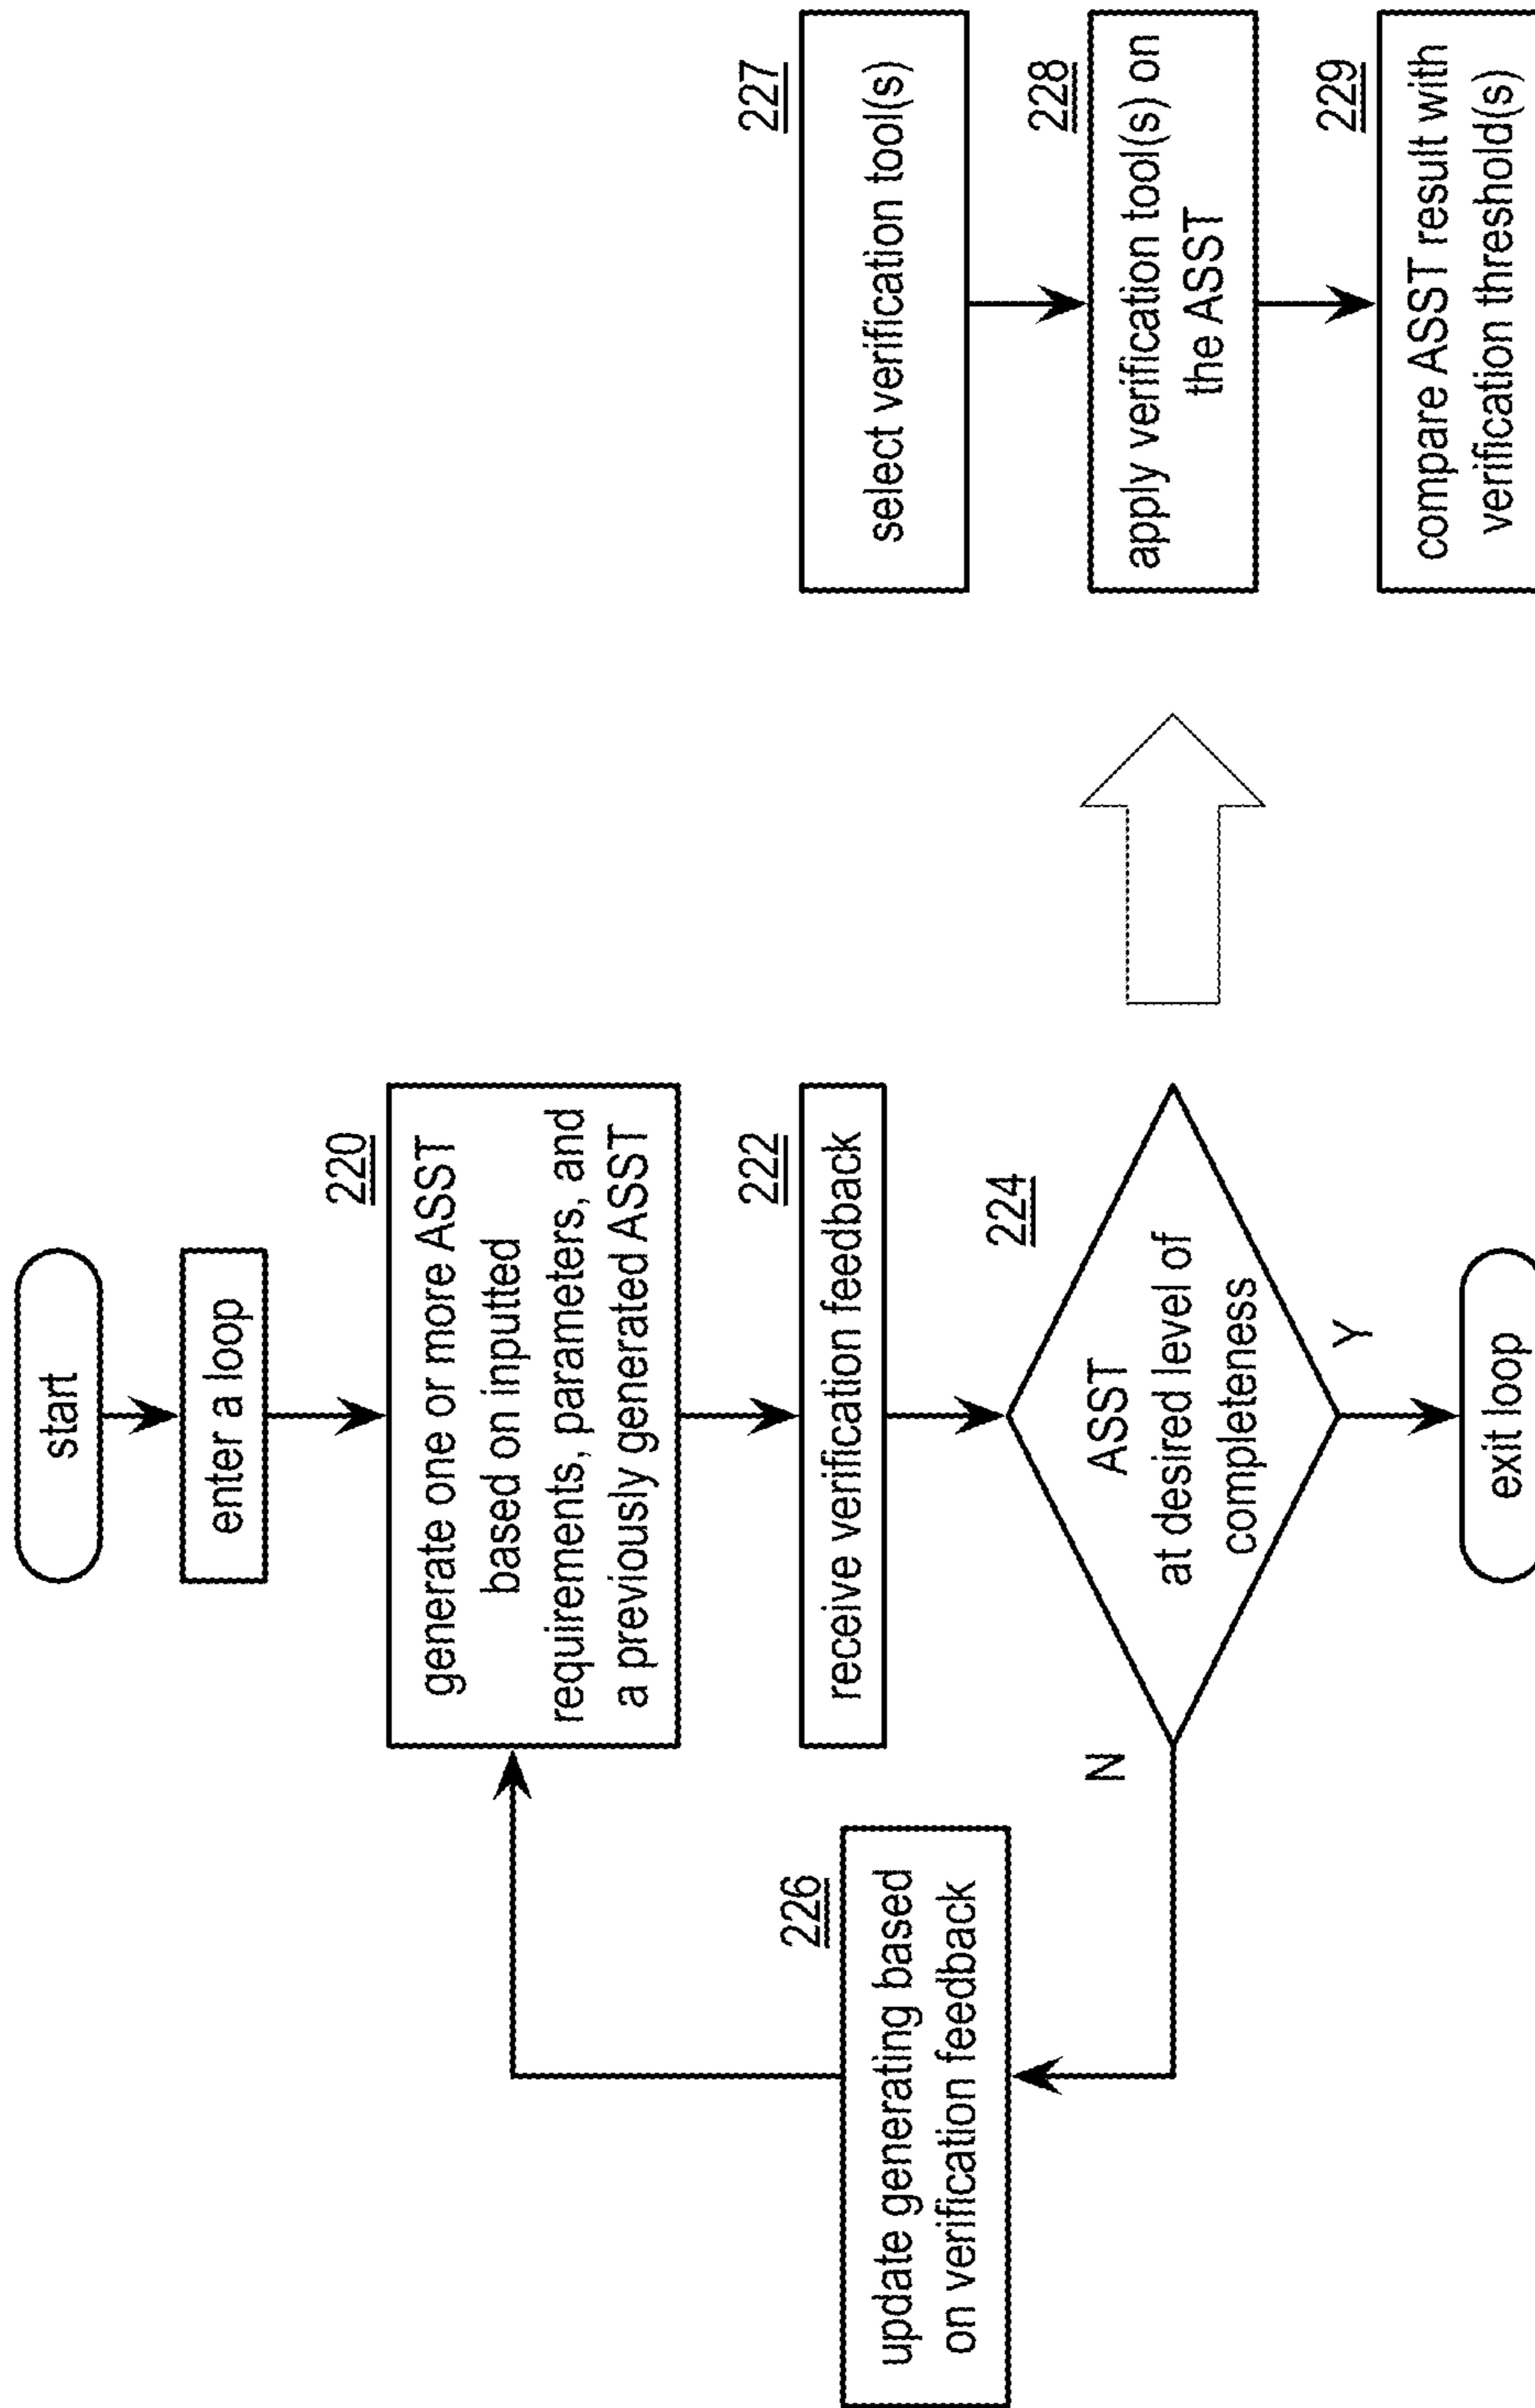 start
enter a loop
220
generate one or more ASST
based on inputted
requirements, parameters, and
a previously generated ASST
222
receive verification feedback
224
ASST
at desired level of
completeness
N
Y
226
update generating based
on verification feedback
exit loop
227
select verification tool(s)
228
apply verification tool(s) on
the ASST
229
compare ASST result with
verification threshold(s)